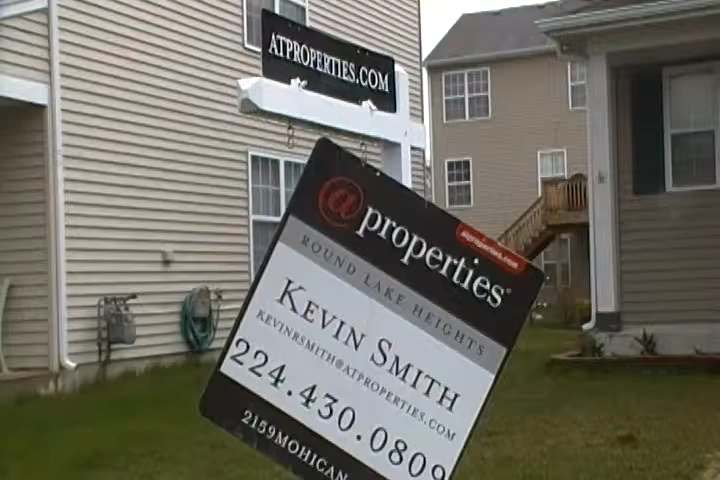 ATPROPERTIES.COM
@properties®
atproperties.com
ROUND LAKE HEIGHTS
KEVIN SMITH
KEVINRSMITH@ATPROPERTIES.COM
224.430.0809
2159MOHICAN